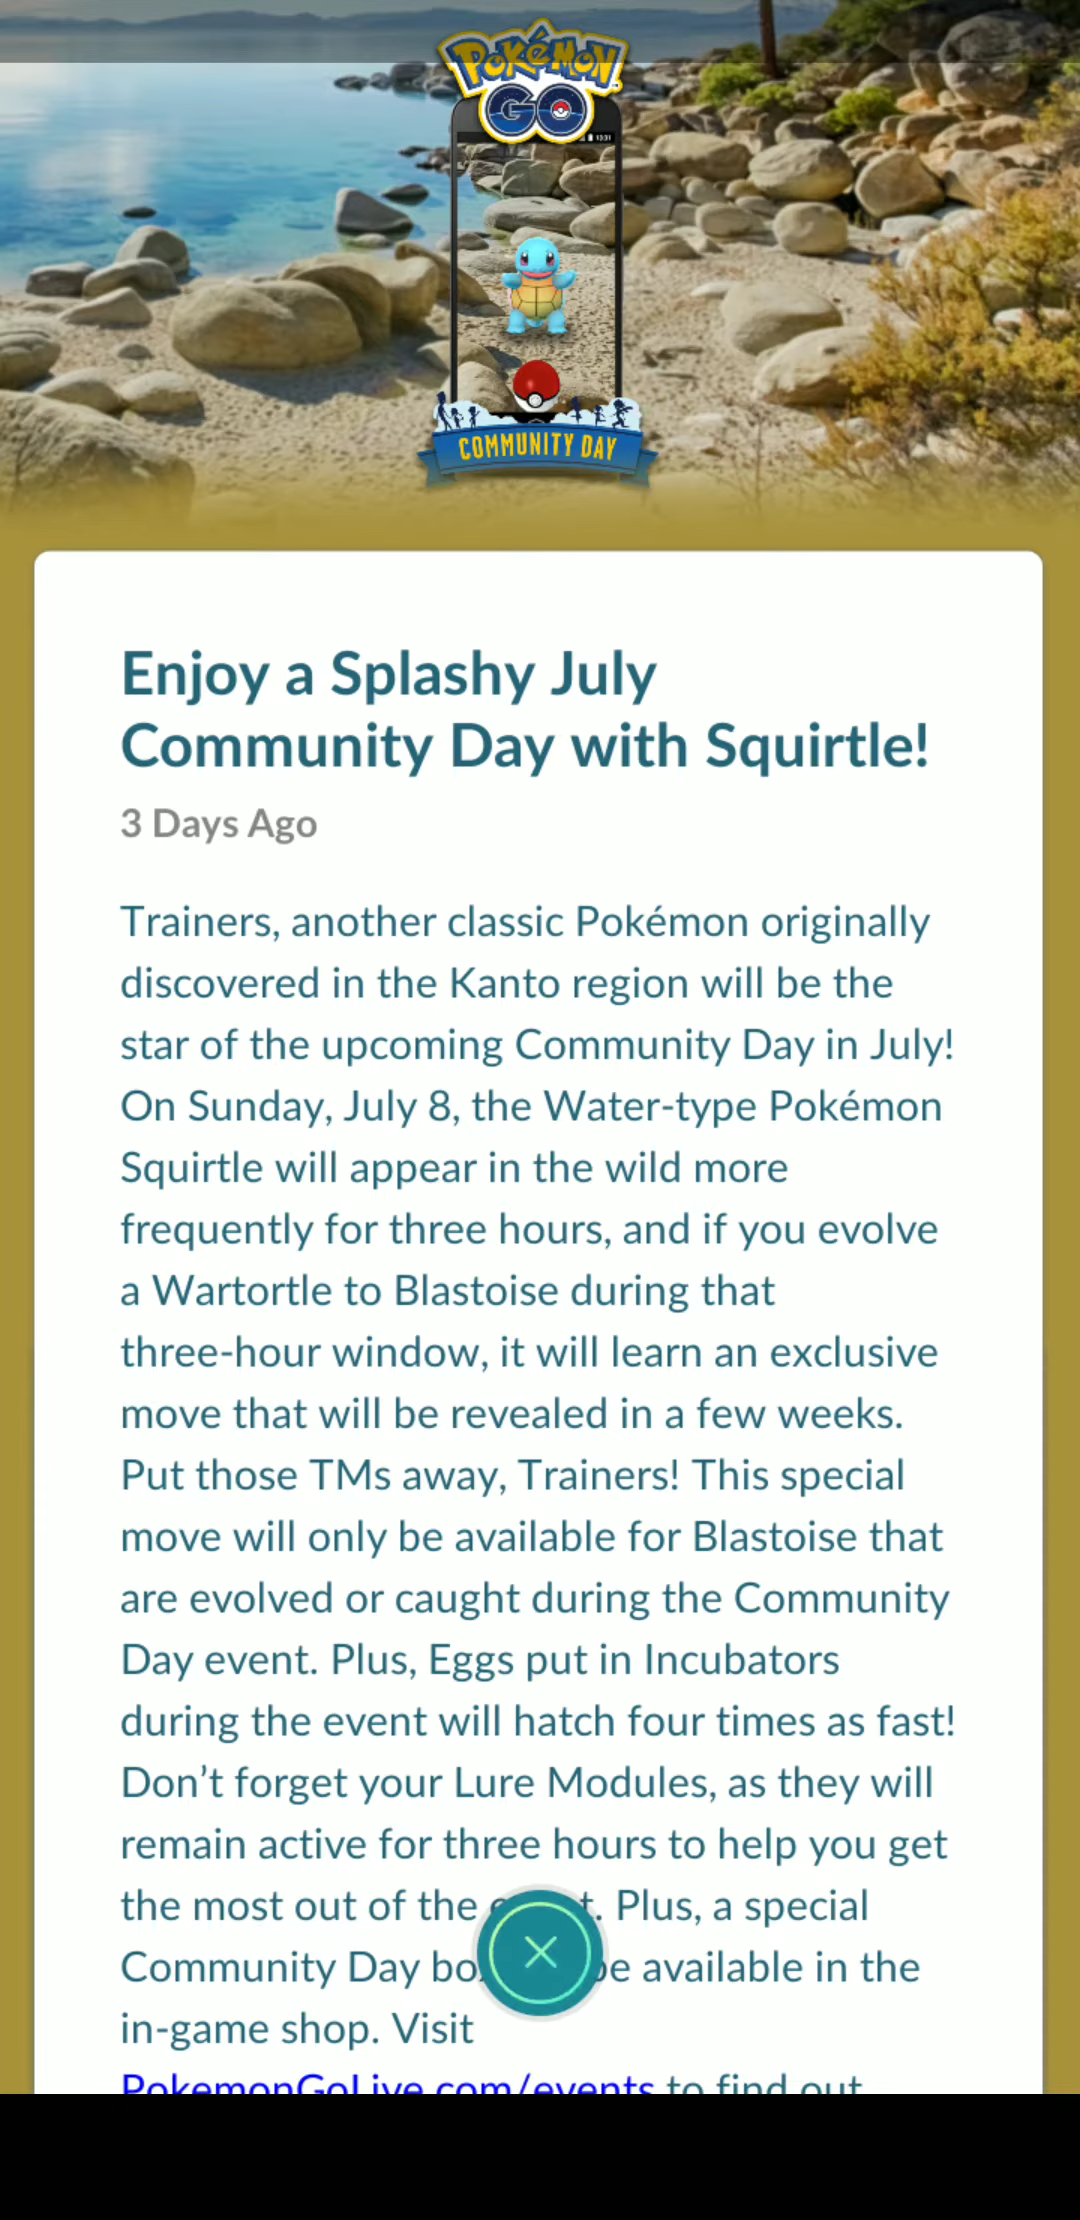 POKéMON
GO
COMMUNITY DAY
Enjoy a Splashy July
Community Day with Squirtle!
3 Days Ago
Trainers, another classic Pokémon originally
discovered in the Kanto region will be the
star of the upcoming Community Day in July!
On Sunday, July 8, the Water-type Pokémon
Squirtle will appear in the wild more
frequently for three hours, and if you evolve
a Wartortle to Blastoise during that
three-hour window, it will learn an exclusive
move that will be revealed in a few weeks.
Put those TMs away, Trainers! This special
move will only be available for Blastoise that
are evolved or caught during the Community
Day event. Plus, Eggs put in Incubators
during the event will hatch four times as fast!
Don’t forget your Lure Modules, as they will
remain active for three hours to help you get
the most out of the . Plus, a special
Community Day be available in the
in-game shop. Visit
PokemonGoLive.com/events to find out